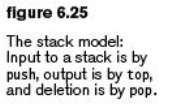 figure 6.25
The stack model:
Input to a stack is by
push, output is by top,
and deletion is by pop.